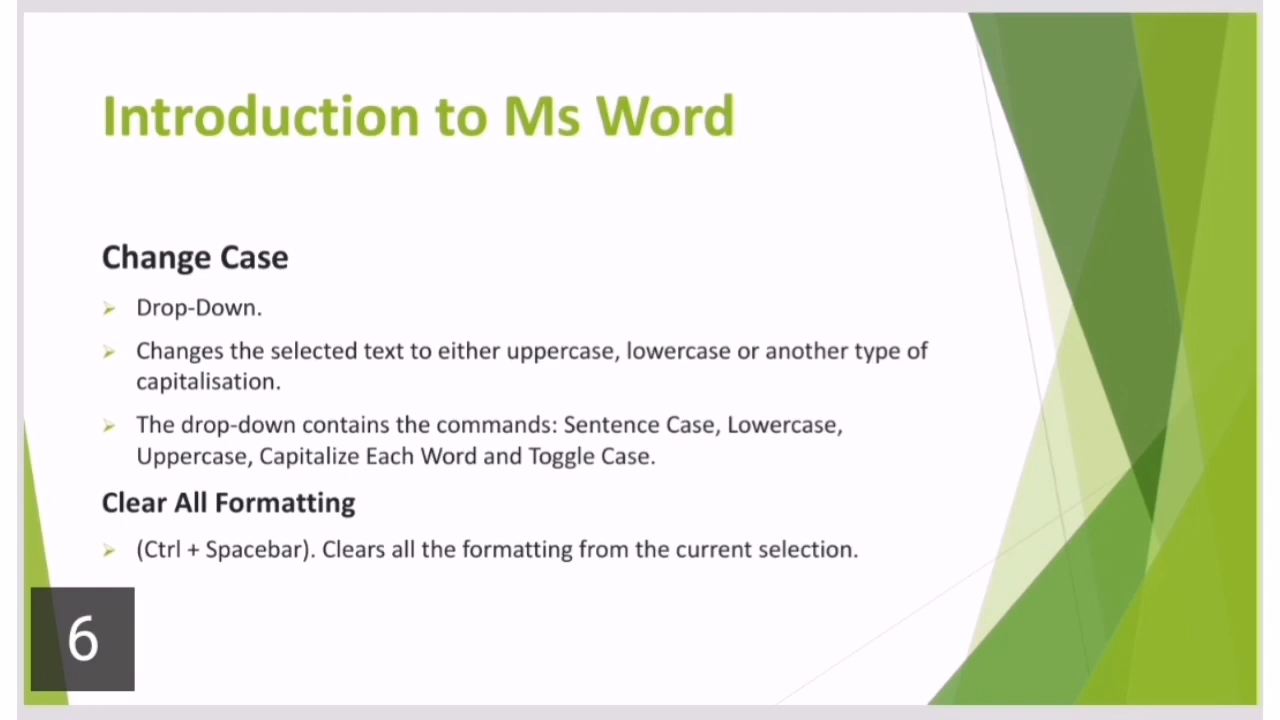 Introduction to Ms Word
Change Case
Drop-Down.
Changes the selected text to either uppercase, lowercase or another type of
capitalisation.
The drop-down contains the commands: Sentence Case, Lowercase,
Uppercase, Capitalize Each Word and Toggle Case.
Clear All Formatting
(Ctrl + Spacebar). Clears all the formatting from the current selection.
6